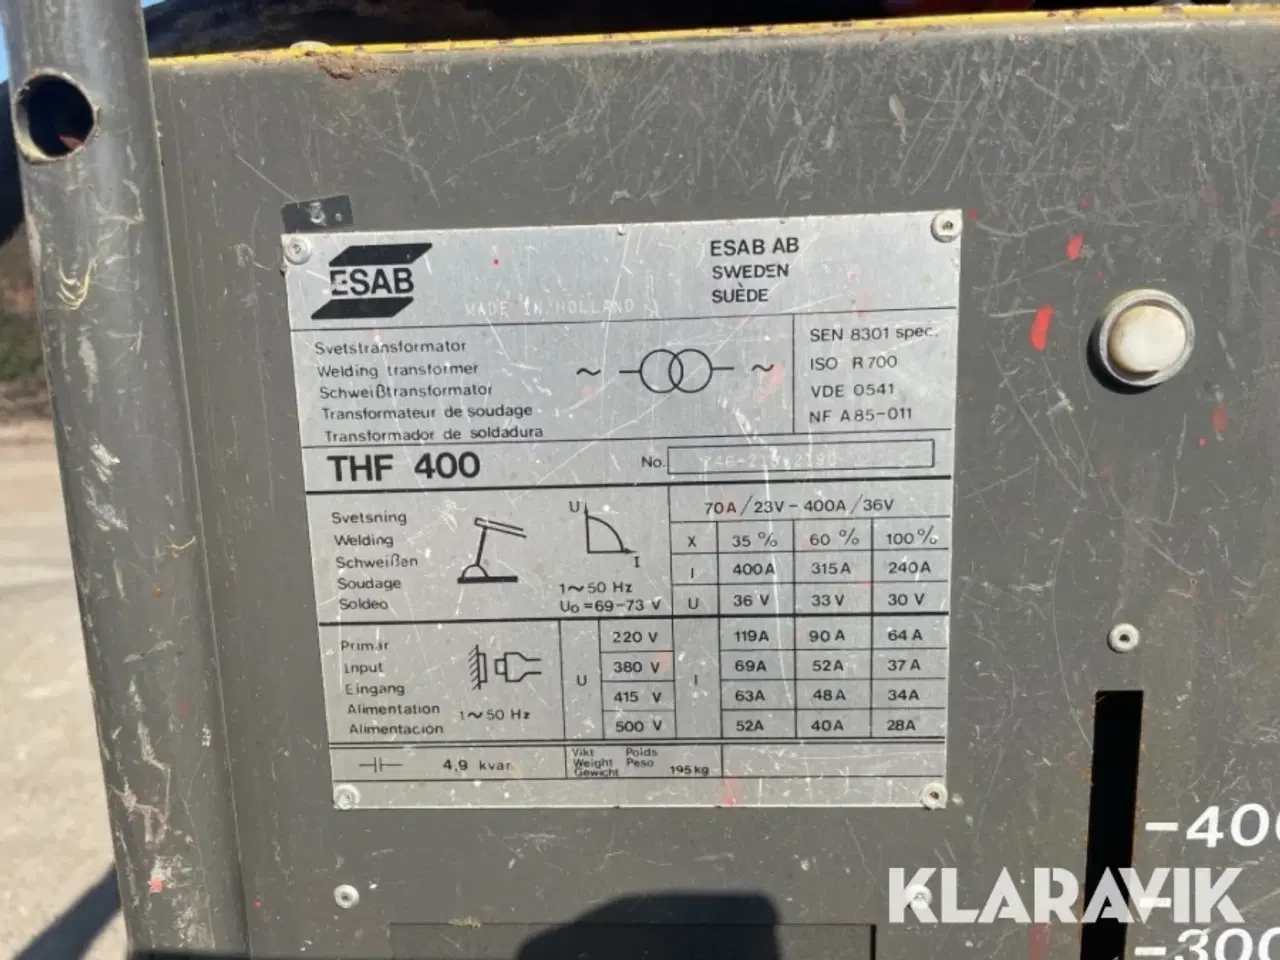 ESAB
ESAB AB
SWEDEN
SUÈDE
MADE IN HOLLAND
Svetstransformator
Welding transformer
Schweißtransformator
Transformateur de soudage
Transformador de soldadura
~ ~
SEN 8301 spec.
ISO R 700
VDE 0541
NF A 85-011
THF 400
No.
Svetsning
Welding
Schweißen
Soudage
Soldeo
U
I
1~50 Hz
Uo =69-73 V
70A/23V - 400A/36V
X 35 % 60 % 100 %
I 400A 315A 240A
U 36 V 33 V 30 V
Primär
Input
Eingang
Alimentation
Alimentación
1~50 Hz
U I
220 V 119A 90 A 64 A
380 V 69A 52A 37 A
415 V 63A 48A 34A
500 V 52A 40A 28A
4,9 kvar
Vikt Poids
Weight Peso
Gewicht
195 kg
-400
KLARAVIK
-300